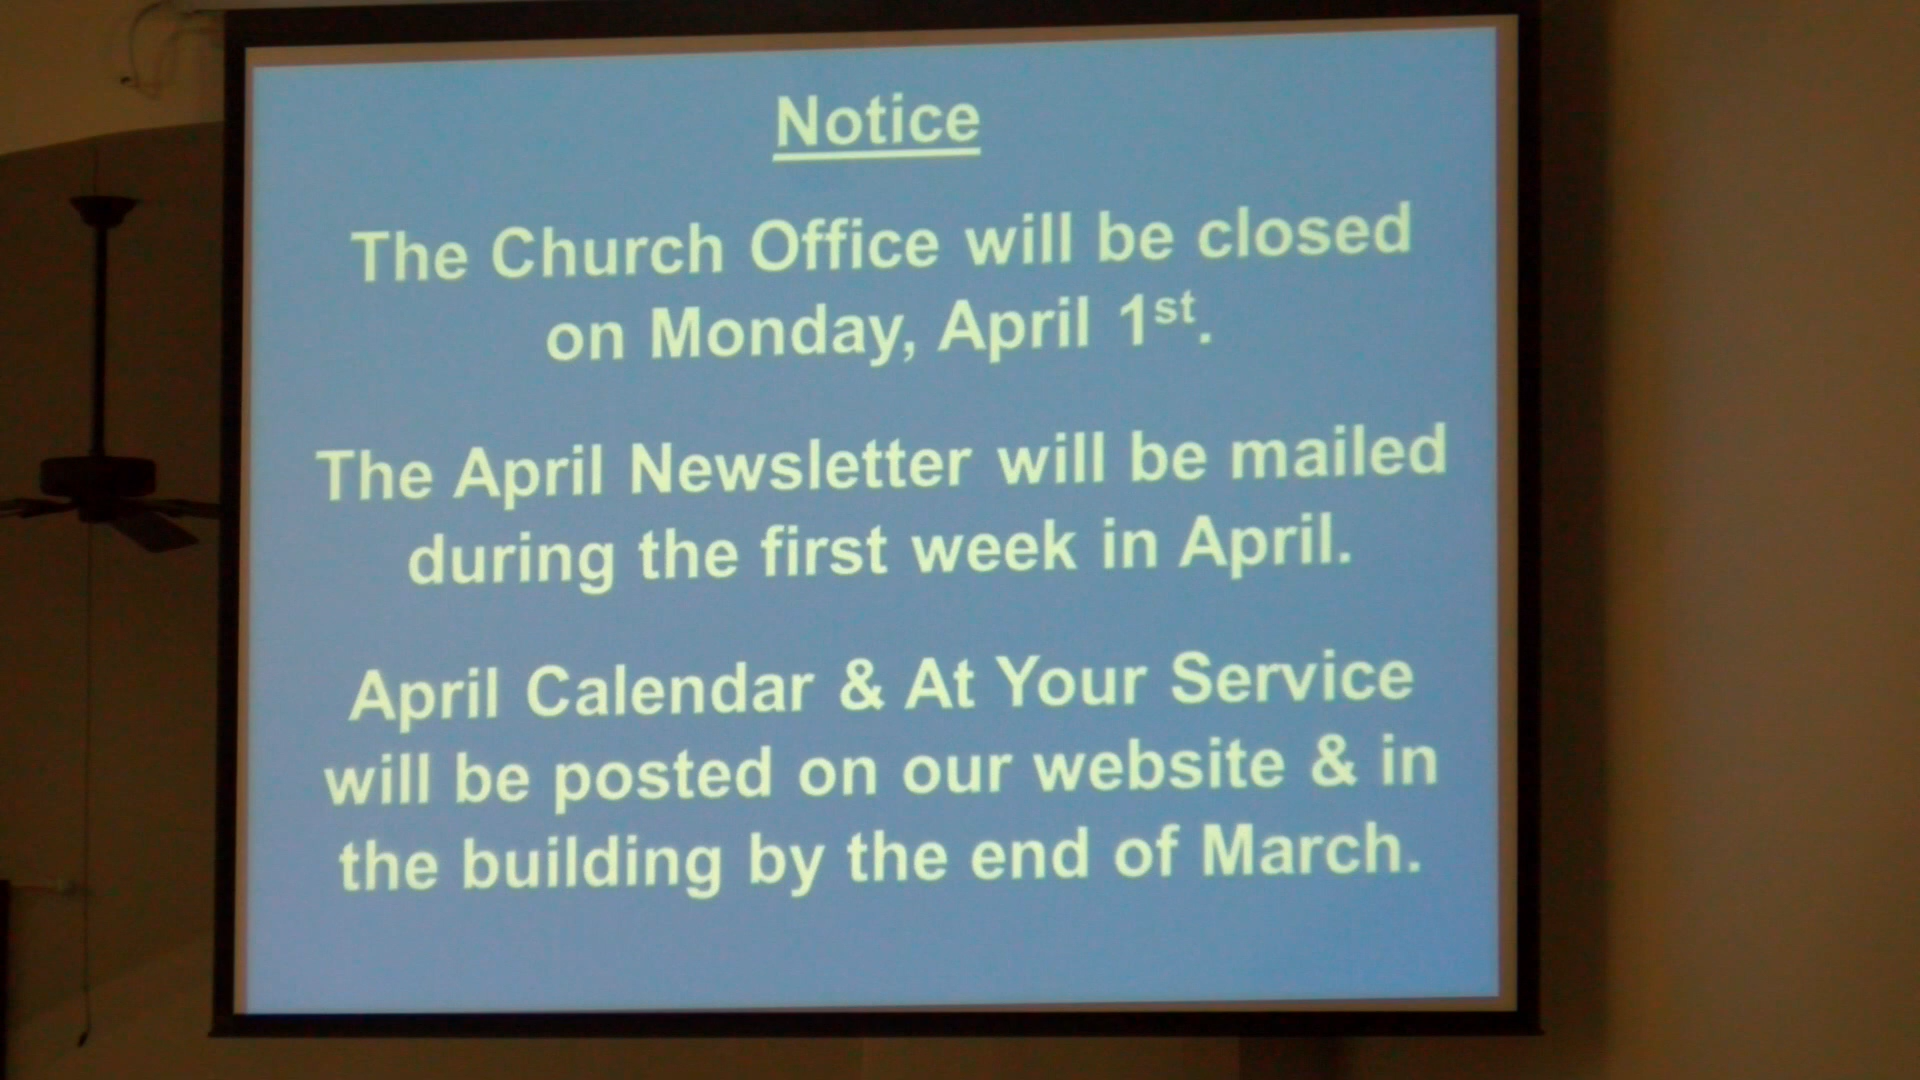 Notice
The Church Office will be closed
on Monday, April 1st.
The April Newsletter will be mailed
during the first week in April.
April Calendar & At Your Service
will be posted on our website & in
the building by the end of March.